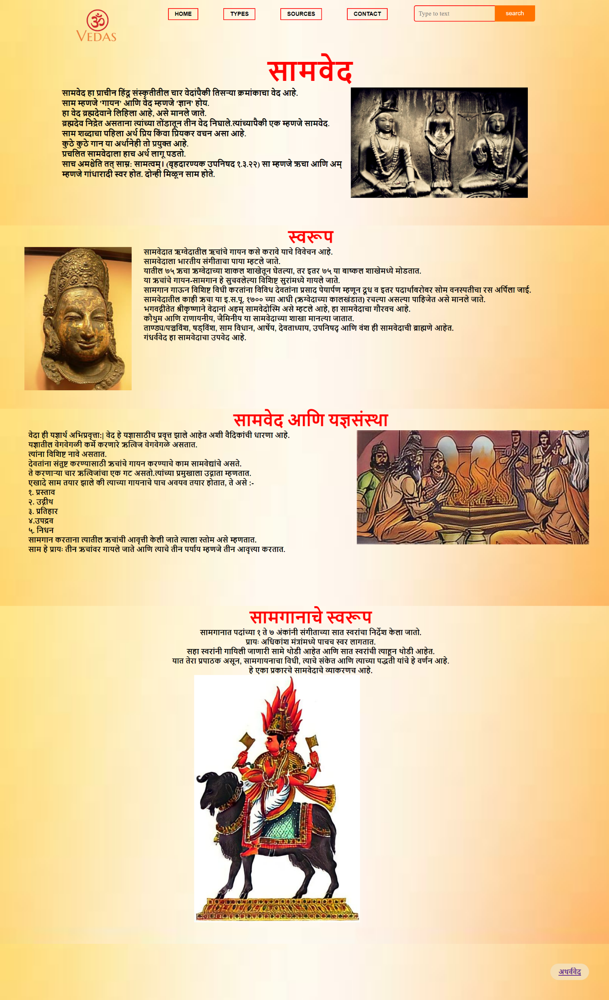 ॐ
VEDAS
HOME
TYPES
SOURCES
CONTACT
Type to text
search
सामवेद
सामवेद हा प्राचीन हिंदू संस्कृतीतील चार वेदांपैकी तिसऱ्या क्रमांकाचा वेद आहे.
साम म्हणजे 'गायन' आणि वेद म्हणजे 'ज्ञान' होय.
हा वेद ब्रह्मदेवाने लिहिला आहे, असे मानले जाते.
ब्रह्मदेव निद्रेत असताना त्यांच्या तोंडातून तीन वेद निघाले.त्यांच्यापैकी एक म्हणजे सामवेद.
साम शब्दाचा पहिला अर्थ प्रिय किंवा प्रियकर वचन असा आहे.
कुठे कुठे गान या अर्थानेही तो प्रयुक्त आहे.
प्रचलित सामवेदाला हाच अर्थ लागू पडतो.
साच अमश्चेति तत् साम्नः सामत्वम्। (बृहदारण्यक उपनिषद १.३.२२) सा म्हणजे ऋचा आणि अम्
म्हणजे गांधारादी स्वर होत. दोन्ही मिळून साम होते.
स्वरूप
सामवेदात ऋग्वेदातील ऋचांचे गायन कसे करावे याचे विवेचन आहे.
सामवेदाला भारतीय संगीताचा पाया म्हटले जाते.
यातील ७५ ऋचा ऋग्वेदाच्या शाकल शाखेतून घेतल्या, तर इतर ७५ या बाष्कल शाखेमध्ये मोडतात.
या ऋचांचे गायन-सामगान हे सुचवलेल्या विशिष्ट सुरांमध्ये गायले जाते.
सामगान गाऊन विशिष्ट विधी करतांना विविध देवतांना प्रसाद पेयार्पण म्हणून दूध व इतर पदार्थाबरोबर सोम वनस्पतीचा रस अर्पिला जाई.
सामवेदातील काही ऋचा या इ.स.पू. १७०० च्या आधी (ऋग्वेदाच्या कालखंडात) रचल्या असल्या पाहिजेत असे मानले जाते.
भगवद्गीतेत श्रीकृष्णाने वेदानां अहम् सामवेदोस्मि असे म्हटले आहे, हा सामवेदाचा गौरवच आहे.
कौथुम आणि राणायनीय, जैमिनीय या सामवेदाच्या शाखा मानल्या जातात.
ताण्ड्य/पञ्चविंश, षड्विंश, साम विधान, आर्षेय, देवताध्याय, उपनिषद् आणि वंश ही सामवेदाची ब्राह्मणे आहेत.
गंधर्ववेद हा सामवेदाचा उपवेद आहे.
सामवेद आणि यज्ञसंस्था
वेदा ही यज्ञार्थ अभिप्रवृत्ता:| वेद हे यज्ञासाठीच प्रवृत्त झाले आहेत अशी वैदिकांची धारणा आहे.
यज्ञातील वेगवेगळी कर्मे करणारे ऋत्विज वेगवेगळे असतात.
त्यांना विशिष्ट नावे असतात.
देवतांना संतुष्ट करण्यासाठी ऋचांचे गायन करण्याचे काम सामवेद्यांचे असते.
ते करणाऱ्या चार ऋत्विजांचा एक गट असतो.त्यांच्या प्रमुखाला उद्गाता म्हणतात.
एखादे साम तयार झाले की त्याच्या गायनाचे पाच अवयव तयार होतात, ते असे :-
१. प्रस्ताव
२. उद्गीथ
३. प्रतिहार
४.उपद्रव
५. निधन
सामगान करताना त्यातील ऋचांची आवृत्ती केली जाते त्याला स्तोम असे म्हणतात.
साम हे प्रायः तीन ऋचांवर गायले जाते आणि त्याचे तीन पर्याय म्हणजे तीन आवृत्त्या करतात.
सामगानाचे स्वरूप
सामगानात पदांच्या १ ते ७ अंकांनी संगीताच्या सात स्वरांचा निर्देश केला जातो.
प्रायः अधिकांश मंत्रांमध्ये पाचच स्वर लागतात.
सहा स्वरांनी गायिली जाणारी सामे थोडी आहेत आणि सात स्वरांची त्याहून थोडी आहेत.
यात तेरा प्रपाठक असून, सामगायनाचा विधी, त्याचे संकेत आणि त्याच्या पद्धती यांचे हे वर्णन आहे.
हे एका प्रकारचे सामवेदाचे व्याकरणच आहे.
अथर्ववेद